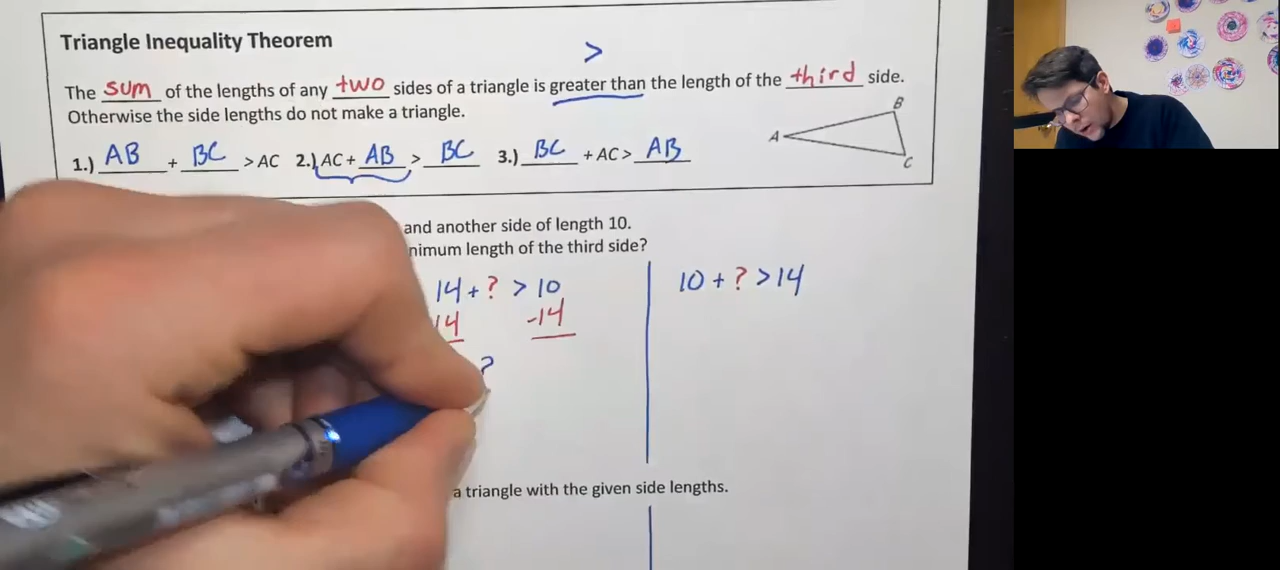 Triangle Inequality Theorem
>
The sum of the lengths of any two sides of a triangle is greater than the length of the third side.
Otherwise the side lengths do not make a triangle.
1.) AB + BC > AC 2.) AC + AB > BC 3.) BC + AC > AB
A
B
C
and another side of length 10.
nimum length of the third side?
14 + ? > 10
14 -14
?
10 + ? > 14
a triangle with the given side lengths.